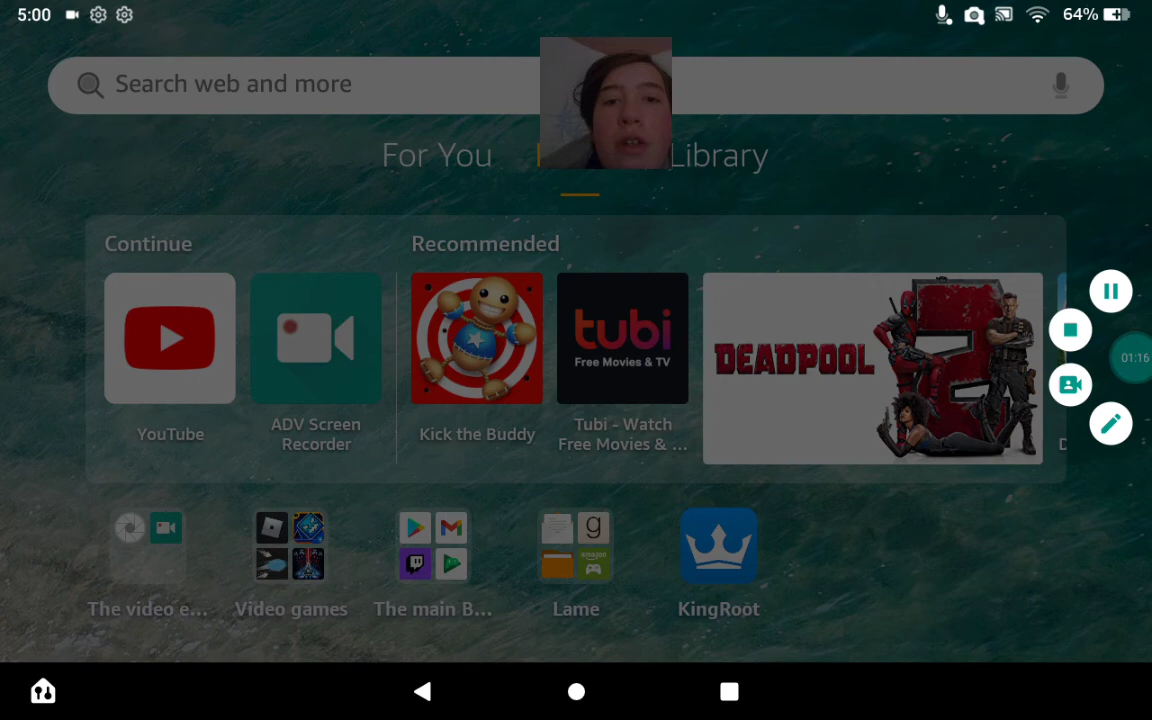 5:00
64%
Search web and more
For You
Library
Continue
Recommended
tubi
Free Movies & TV
DEADPOOL 2
YouTube
ADV Screen
Recorder
Kick the Buddy
Tubi - Watch
Free Movies & ...
D
01:16
g
amazon
The video e...
Video games
The main B...
Lame
KingRoot